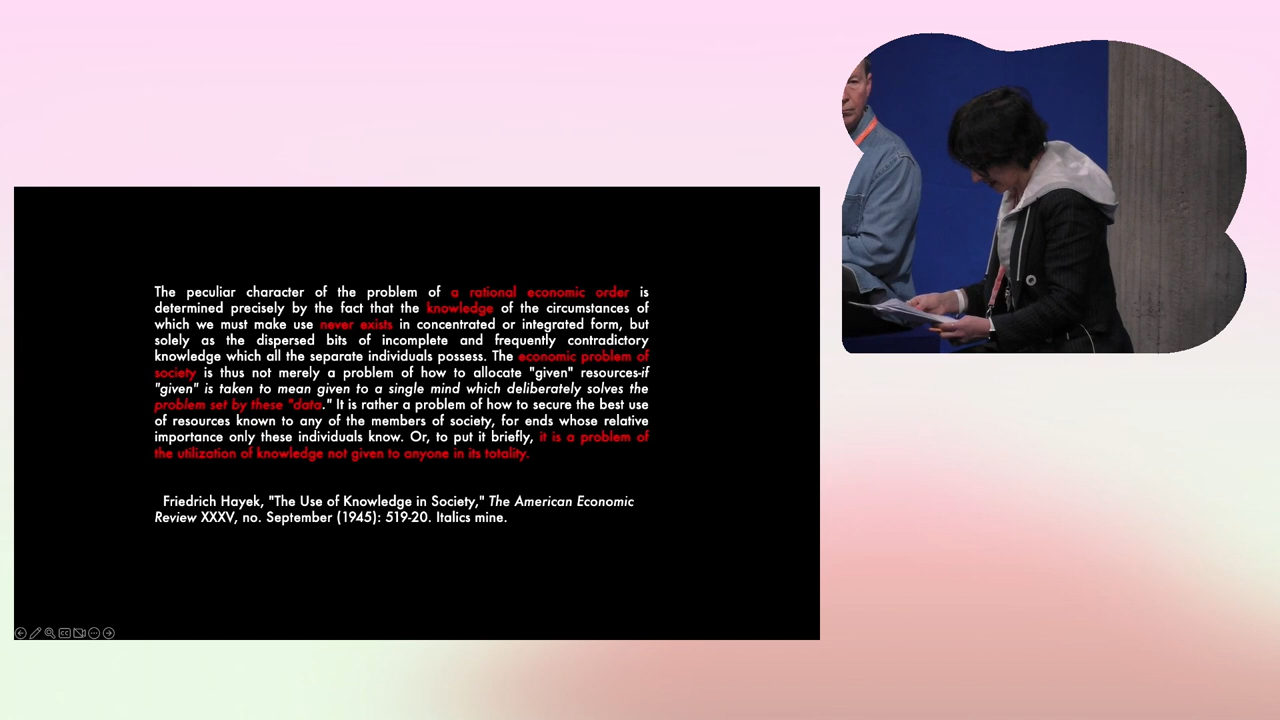 The peculiar character of the problem of a rational economic order is
determined precisely by the fact that the knowledge of the circumstances of
which we must make use never exists in concentrated or integrated form, but
solely as the dispersed bits of incomplete and frequently contradictory
knowledge which all the separate individuals possess. The economic problem of
society is thus not merely a problem of how to allocate "given" resources-if
"given" is taken to mean given to a single mind which deliberately solves the
problem set by these "data." It is rather a problem of how to secure the best use
of resources known to any of the members of society, for ends whose relative
importance only these individuals know. Or, to put it briefly, it is a problem of
the utilization of knowledge not given to anyone in its totality.
Friedrich Hayek, "The Use of Knowledge in Society," The American Economic
Review XXXV, no. September (1945): 519-20. Italics mine.
CC